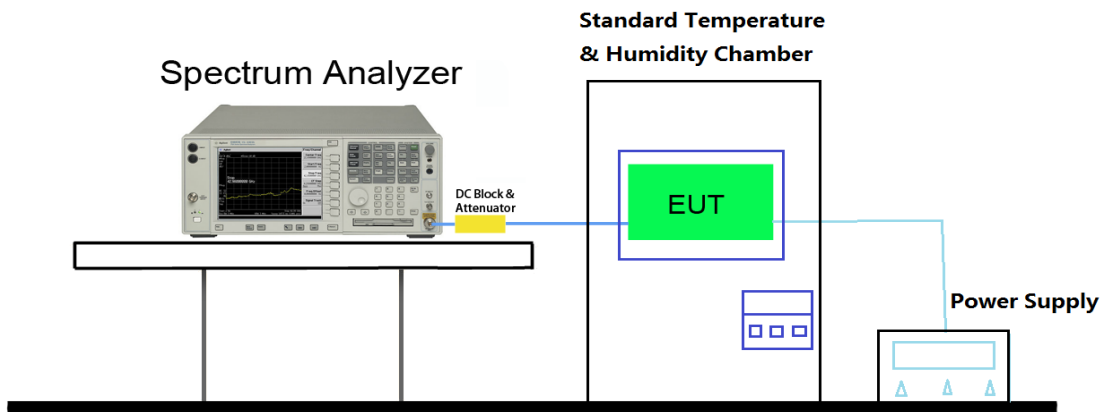 Standard Temperature
& Humidity Chamber
Spectrum Analyzer
DC Block &
Attenuator
EUT
Power Supply